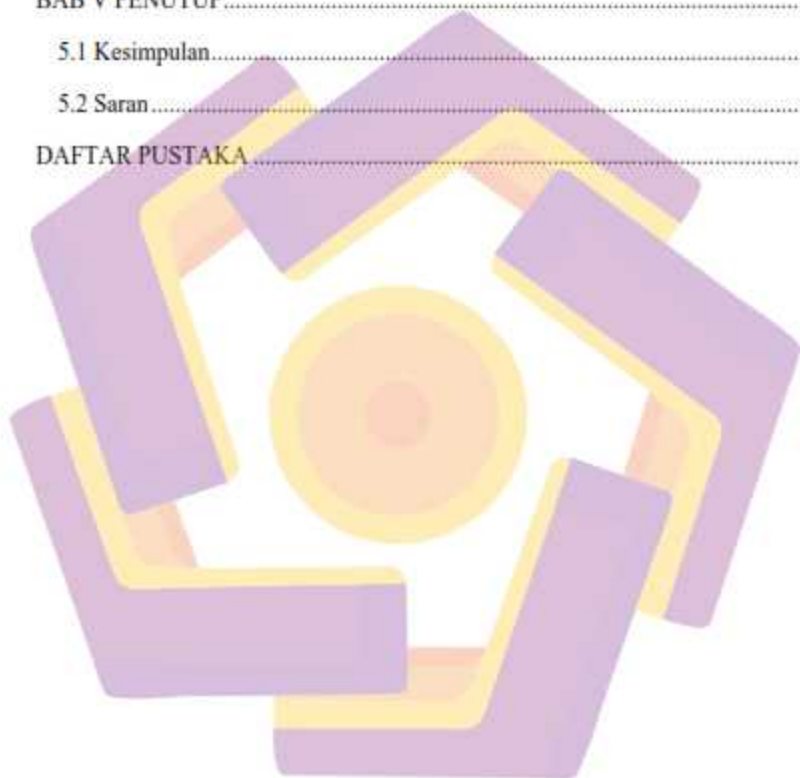 BAB V PENUTUP.....................................................................................................
5.1 Kesimpulan.....................................................................................................
5.2 Saran.....................................................................................................
DAFTAR PUSTAKA.....................................................................................................